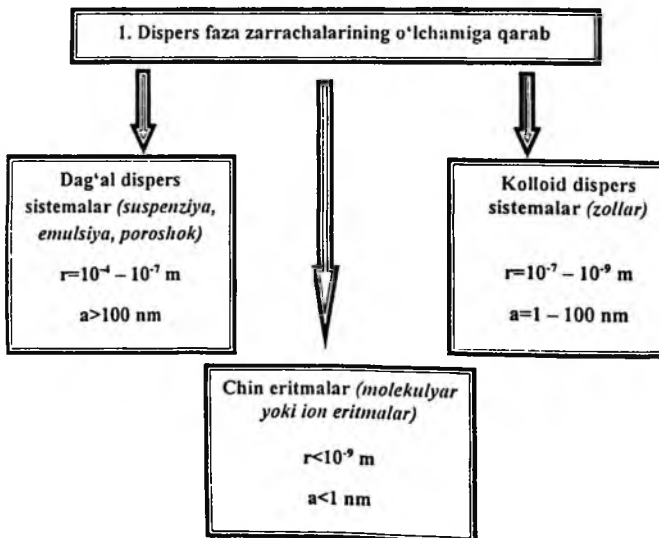 1. Dispers faza zarrachalarining o‘lchamiga qarab
Dag‘al dispers
sistemalar (suspenziya,
emulsiya, poroshok)
r=10⁻⁴ – 10⁻⁷ m
a>100 nm
Kolloid dispers
sistemalar (zollar)
r=10⁻⁷ – 10⁻⁹ m
a=1 – 100 nm
Chin eritmalar (molekulyar
yoki ion eritmalar)
r<10⁻⁹ m
a<1 nm